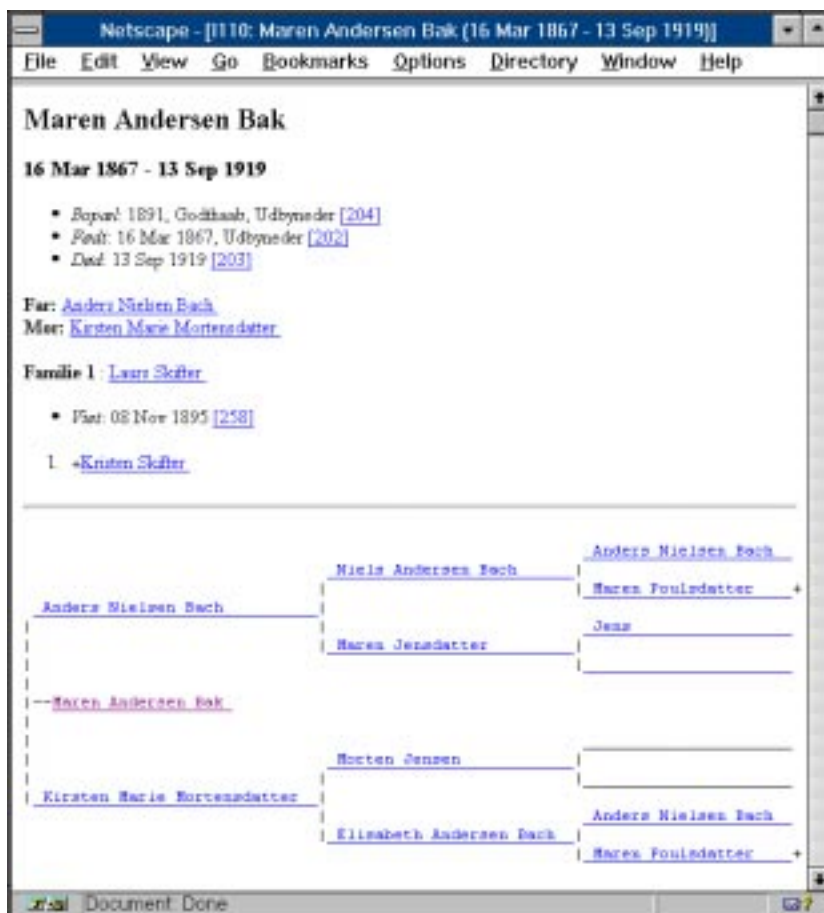 Netscape - [I110: Maren Andersen Bak (16 Mar 1867 - 13 Sep 1919)]
File Edit View Go Bookmarks Options Directory Window Help
Maren Andersen Bak
16 Mar 1867 - 13 Sep 1919
• Bopæl: 1891, Godthaab, Udbyneder [204]
• Født: 16 Mar 1867, Udbyneder [202]
• Død: 13 Sep 1919 [203]
Far: Anders Nielsen Bach
Mor: Kirsten Marie Mortensdatter
Familie 1 : Laurs Skifter
• Viet: 08 Nov 1895 [258]
1. +Kristen Skifter
Anders Nielsen Bach
Niels Andersen Bach
Maren Poulsdatter +
Anders Nielsen Bach
Jens
Maren Jensdatter
--Maren Andersen Bak
Morten Jensen
Kirsten Marie Mortensdatter
Anders Nielsen Bach
Elisabeth Andersen Bach
Maren Poulsdatter +
Document: Done